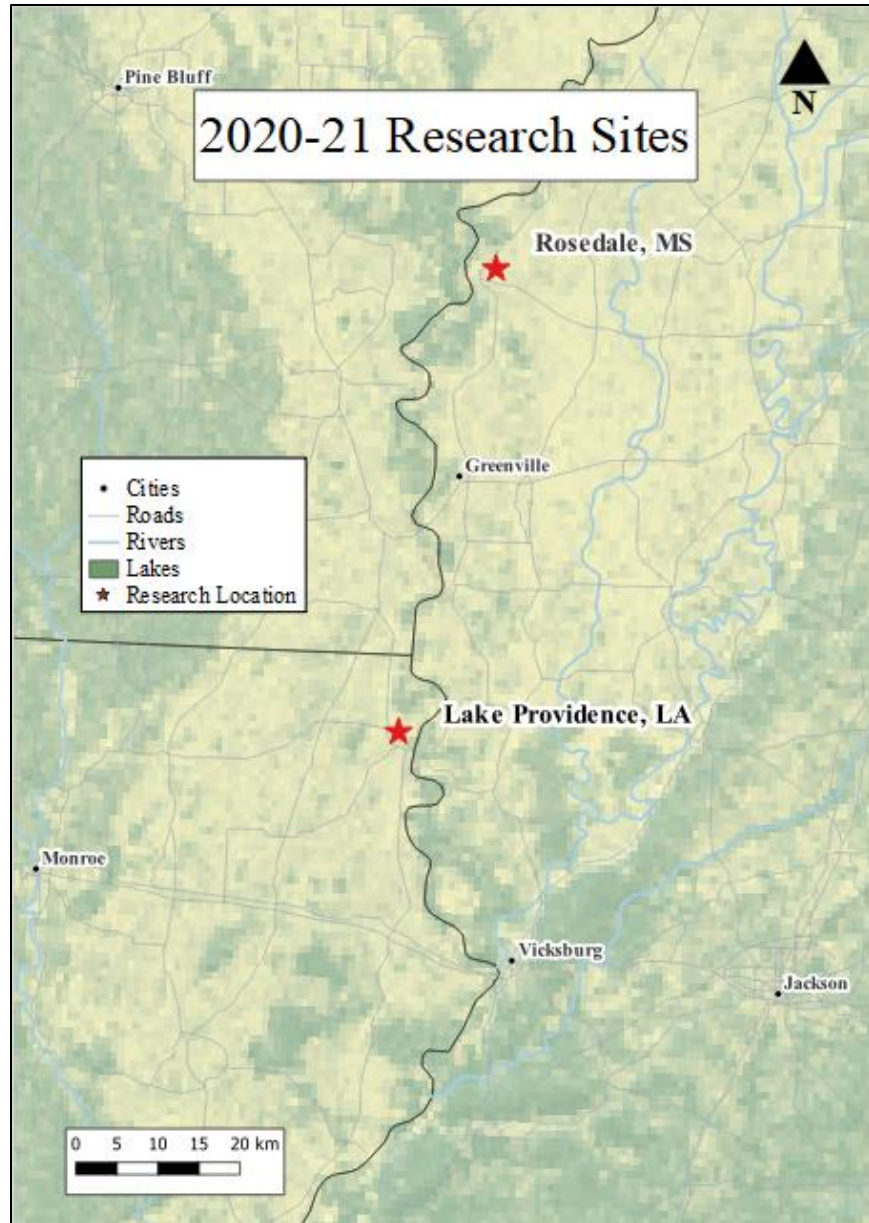 Pine Bluff
N
2020-21 Research Sites
Rosedale, MS
Greenville
Cities
Roads
Rivers
Lakes
Research Location
Lake Providence, LA
Monroe
Vicksburg
Jackson
0 5 10 15 20 km